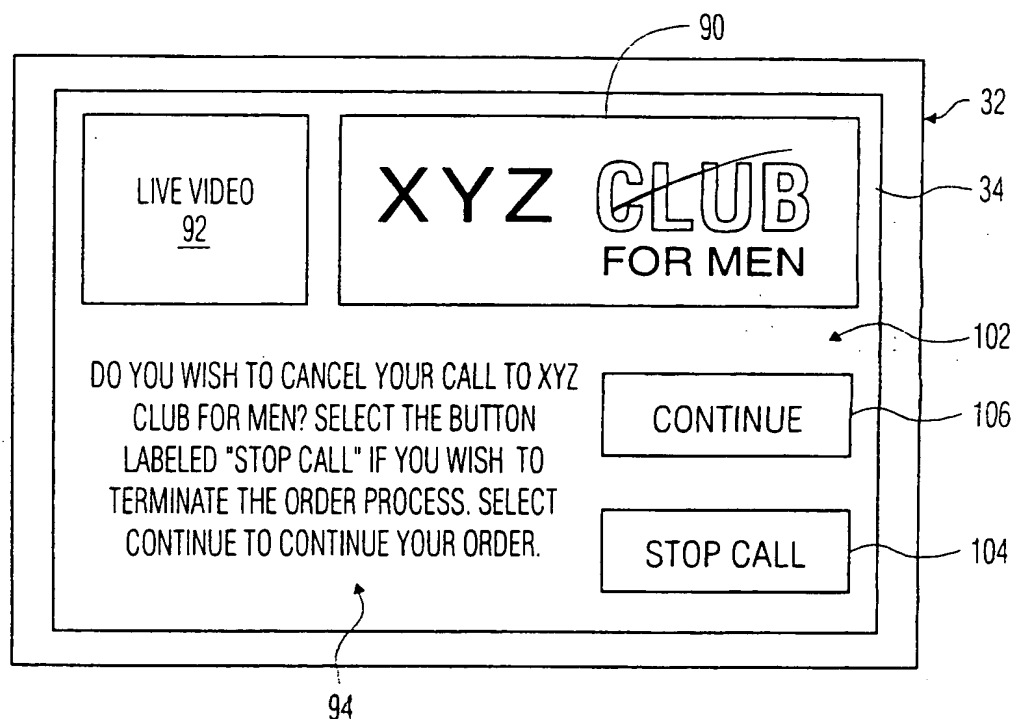 90
32
LIVE VIDEO
92
XYZ CLUB
FOR MEN
34
102
DO YOU WISH TO CANCEL YOUR CALL TO XYZ
CLUB FOR MEN? SELECT THE BUTTON
LABELED "STOP CALL" IF YOU WISH TO
TERMINATE THE ORDER PROCESS. SELECT
CONTINUE TO CONTINUE YOUR ORDER.
CONTINUE
106
STOP CALL
104
94